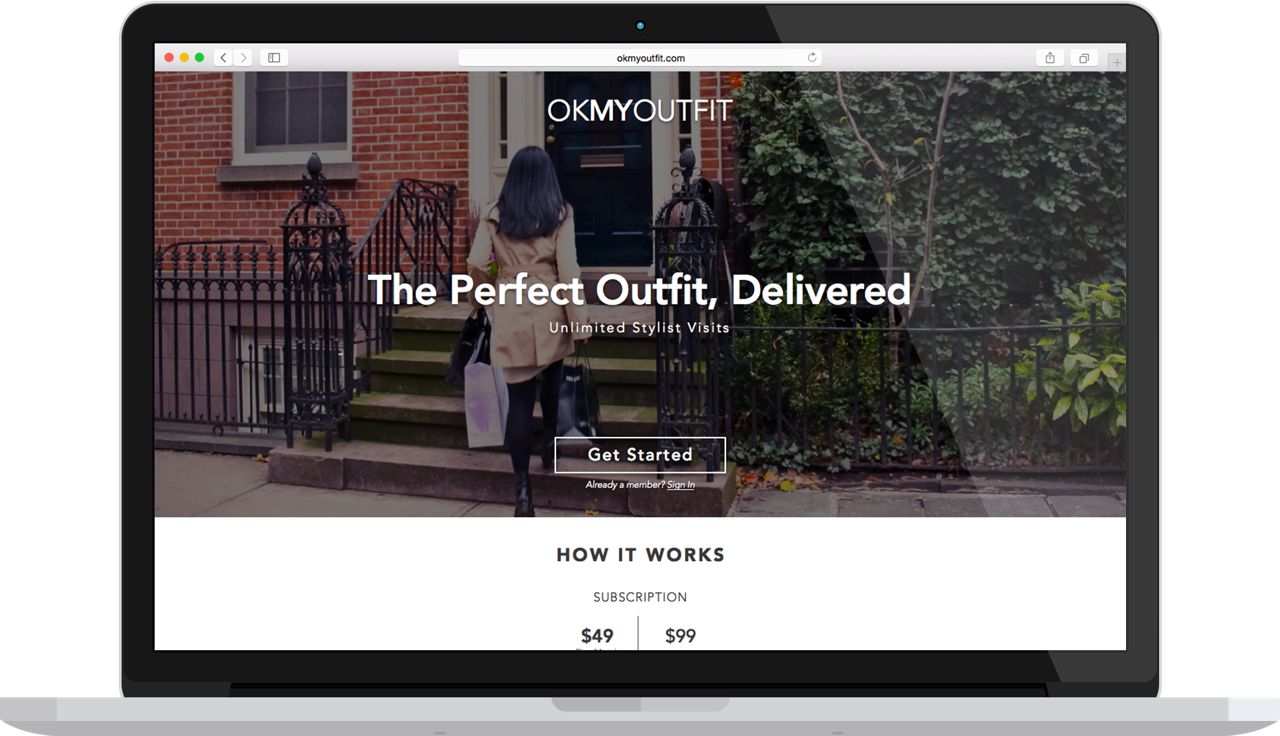 okmyoutfit.com
OKMYOUTFIT
The Perfect Outfit, Delivered
Unlimited Stylist Visits
Get Started
Already a member? Sign In
HOW IT WORKS
SUBSCRIPTION
$49 $99